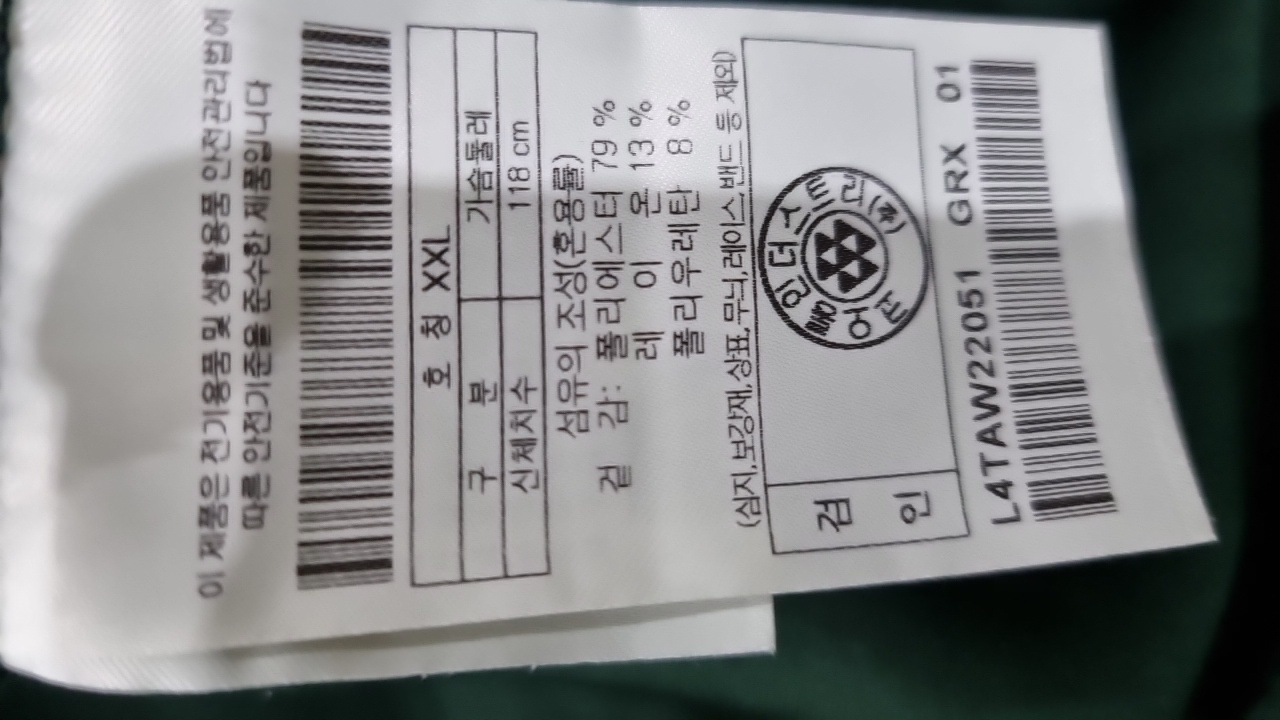 이 제품은 전기용품 및 생활용품 안전관리법에
따른 안전기준을 준수한 제품입니다
호 칭 XXL
구 분 가슴둘레
신체치수 118 cm
섬유의 조성(혼용률)
겉 감: 폴리에스터 79 %
레 이 온 13 %
폴리우레탄 8 %
(심지,보강재,상표,무늬,레이스,밴드 등 제외)
검 인
인더스트리(주)
L4TAW22051 GRX 01